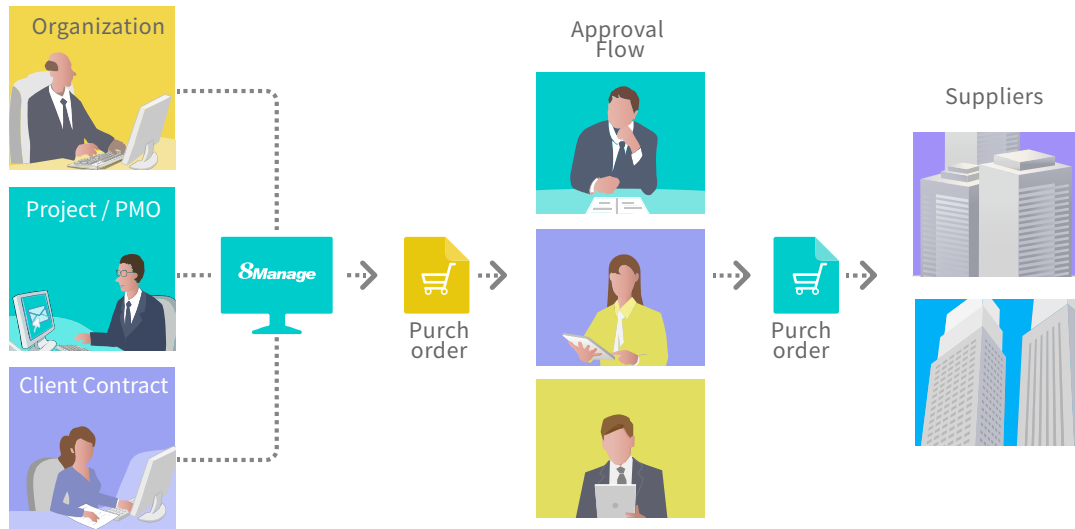 Organization
Project / PMO
Client Contract
8Manage
Purch
order
Approval
Flow
Purch
order
Suppliers